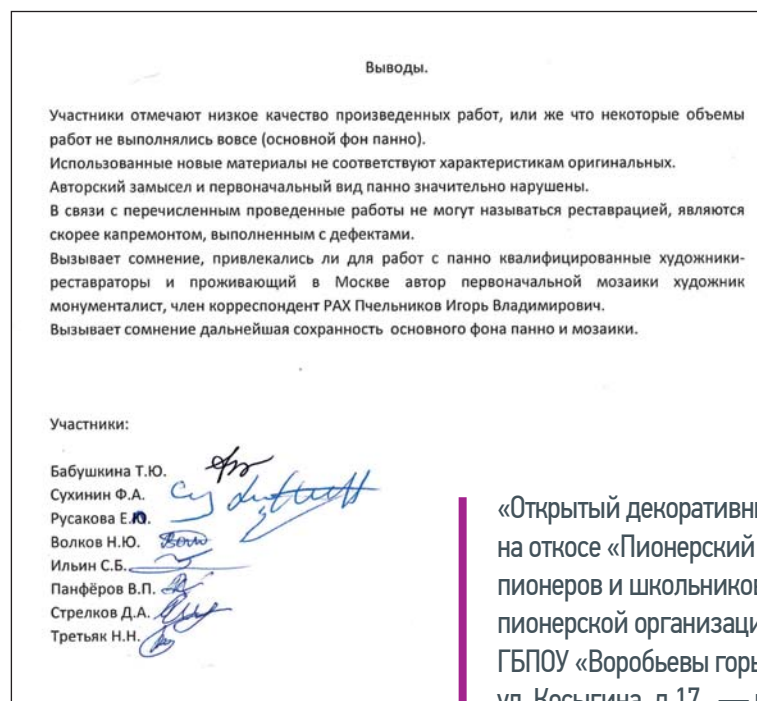 Выводы.
Участники отмечают низкое качество произведенных работ, или же что некоторые объемы
работ не выполнялись вовсе (основной фон панно).
Использованные новые материалы не соответствуют характеристикам оригинальных.
Авторский замысел и первоначальный вид панно значительно нарушены.
В связи с перечисленным проведенные работы не могут называться реставрацией, являются
скорее капремонтом, выполненным с дефектами.
Вызывает сомнение, привлекались ли для работ с панно квалифицированные художники-
реставраторы и проживающий в Москве автор первоначальной мозаики художник
монументалист, член корреспондент РАХ Пчельников Игорь Владимирович.
Вызывает сомнение дальнейшая сохранность основного фона панно и мозаики.
Участники:
Бабушкина Т.Ю.
Сухинин Ф.А.
Русакова Е.Ю.
Волков Н.Ю.
Ильин С.Б.
Панфёров В.П.
Стрелков Д.А.
Третьяк Н.Н.
«Открытый декоративн
на откосе «Пионерский
пионеров и школьников
пионерской организаци
ГБПОУ «Воробьевы горы
ул. Косыгина, д.17, —